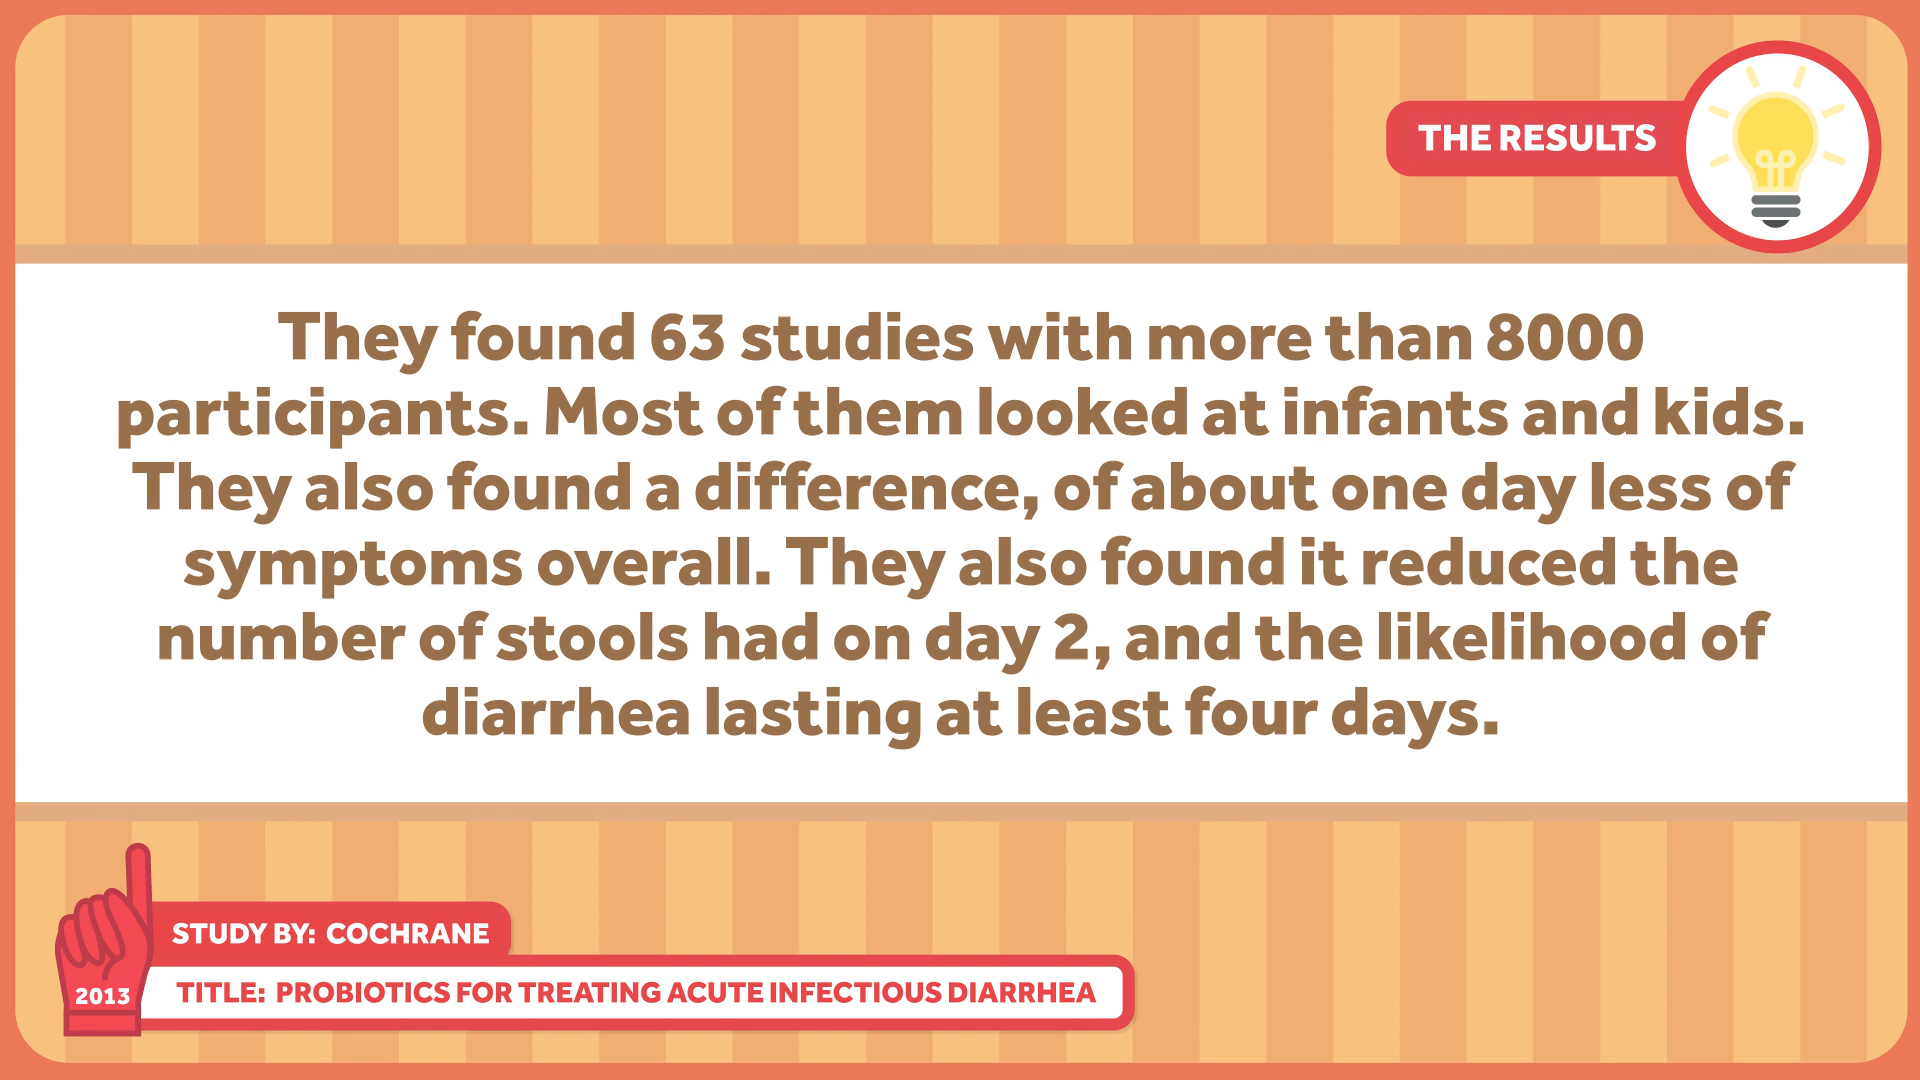 THE RESULTS
They found 63 studies with more than 8000
participants. Most of them looked at infants and kids.
They also found a difference, of about one day less of
symptoms overall. They also found it reduced the
number of stools had on day 2, and the likelihood of
diarrhea lasting at least four days.
STUDY BY: COCHRANE
2013
TITLE: PROBIOTICS FOR TREATING ACUTE INFECTIOUS DIARRHEA